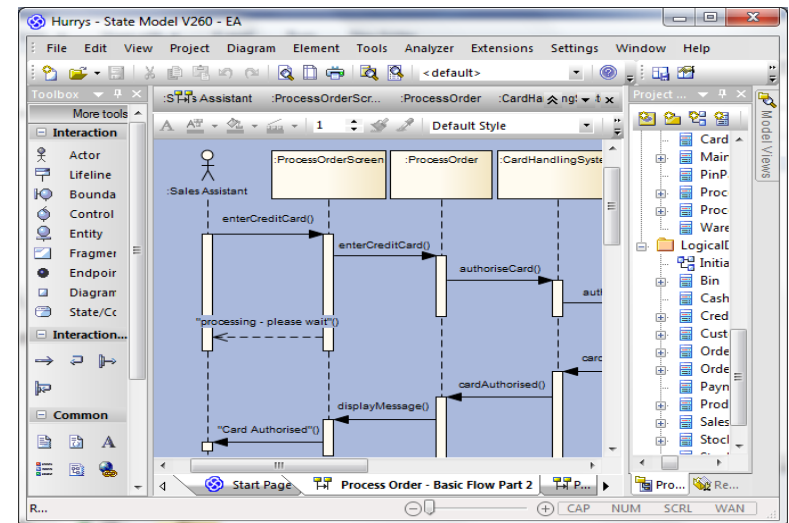 Hurrys - State Model V260 - EA
File Edit View Project Diagram Element Tools Analyzer Extensions Settings Window Help
<default>
Toolbox
More tools
Interaction
Actor
Lifeline
Bounda
Control
Entity
Fragmer
Endpoir
Diagram
State/Cc
Interaction...
Common
:Sales Assistant :ProcessOrderScr... :ProcessOrder :CardHa
A 1 Default Style
:Sales Assistant
:ProcessOrderScreen
:ProcessOrder
:CardHandlingSyste
enterCreditCard()
enterCreditCard()
authoriseCard()
auth
"processing - please wait"()
card
cardAuthorised()
displayMessage()
"Card Authorised"()
Start Page Process Order - Basic Flow Part 2 P...
Project ...
Card
Main
PinP
Proc
Proc
Ware
LogicalD
Initia
Bin
Cash
Cred
Cust
Orde
Orde
Payn
Prod
Sales
Stocl
Pro... Re...
Model Views
R... CAP NUM SCRL WAN